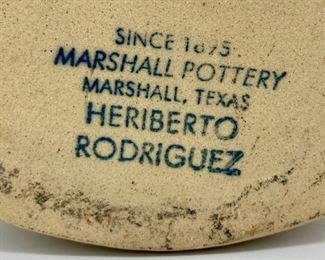 SINCE 1895
MARSHALL POTTERY
MARSHALL, TEXAS
HERIBERTO
RODRIGUEZ